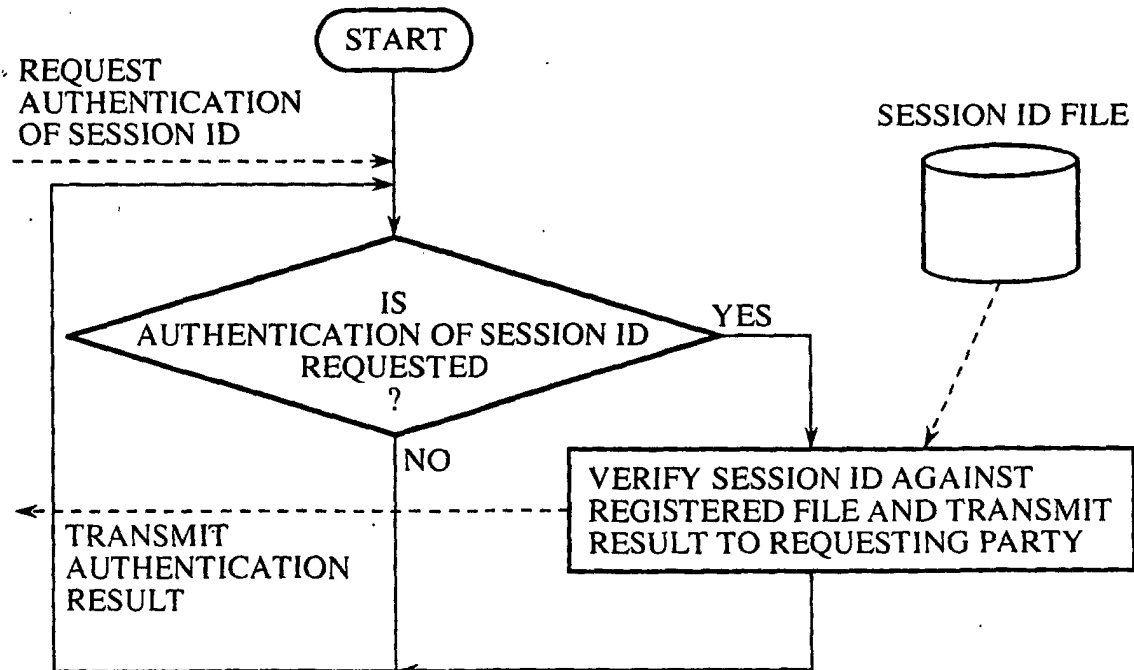 START
REQUEST
AUTHENTICATION
OF SESSION ID
SESSION ID FILE
IS
AUTHENTICATION OF SESSION ID
REQUESTED
?
YES
NO
VERIFY SESSION ID AGAINST
REGISTERED FILE AND TRANSMIT
RESULT TO REQUESTING PARTY
TRANSMIT
AUTHENTICATION
RESULT